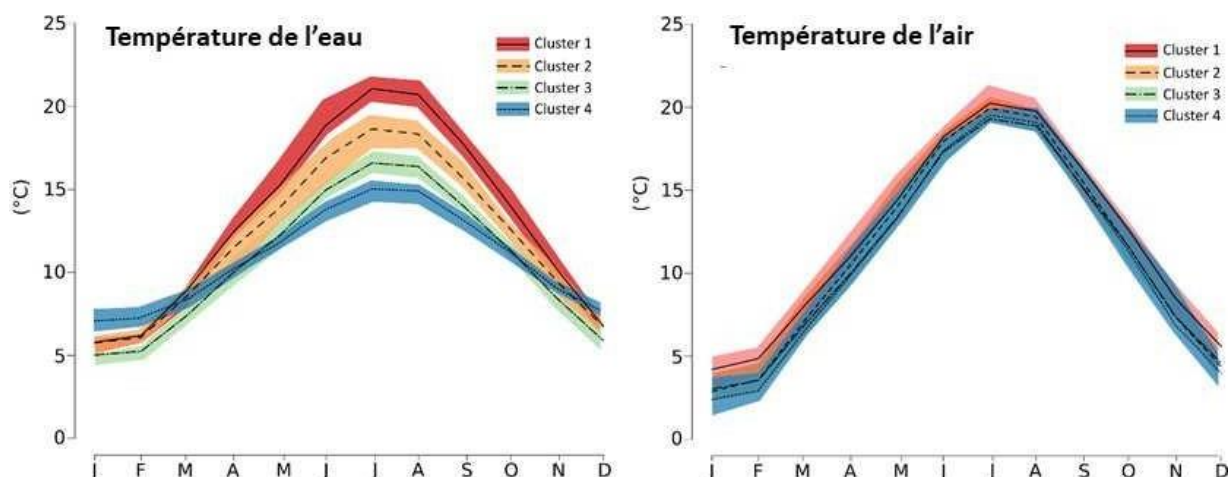 Température de l'eau
25
20
15
10
5
0
(°C)
Cluster 1
Cluster 2
Cluster 3
Cluster 4
J F M A M J J A S O N D
Température de l'air
25
20
15
10
5
0
(°C)
Cluster 1
Cluster 2
Cluster 3
Cluster 4
J F M A M J J A S O N D